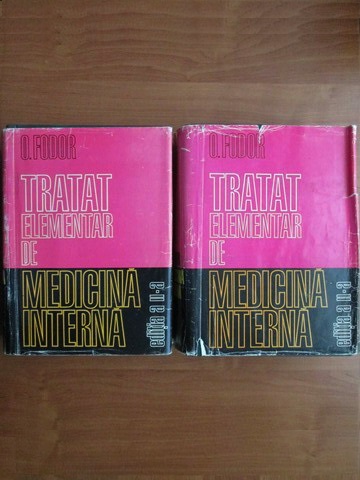 O. FODOR
TRATAT
ELEMENTAR
DE
MEDICINĂ
INTERNĂ
ediția a II-a
O. FODOR
TRATAT
ELEMENTAR
DE
MEDICINĂ
INTERNĂ
ediția a II-a